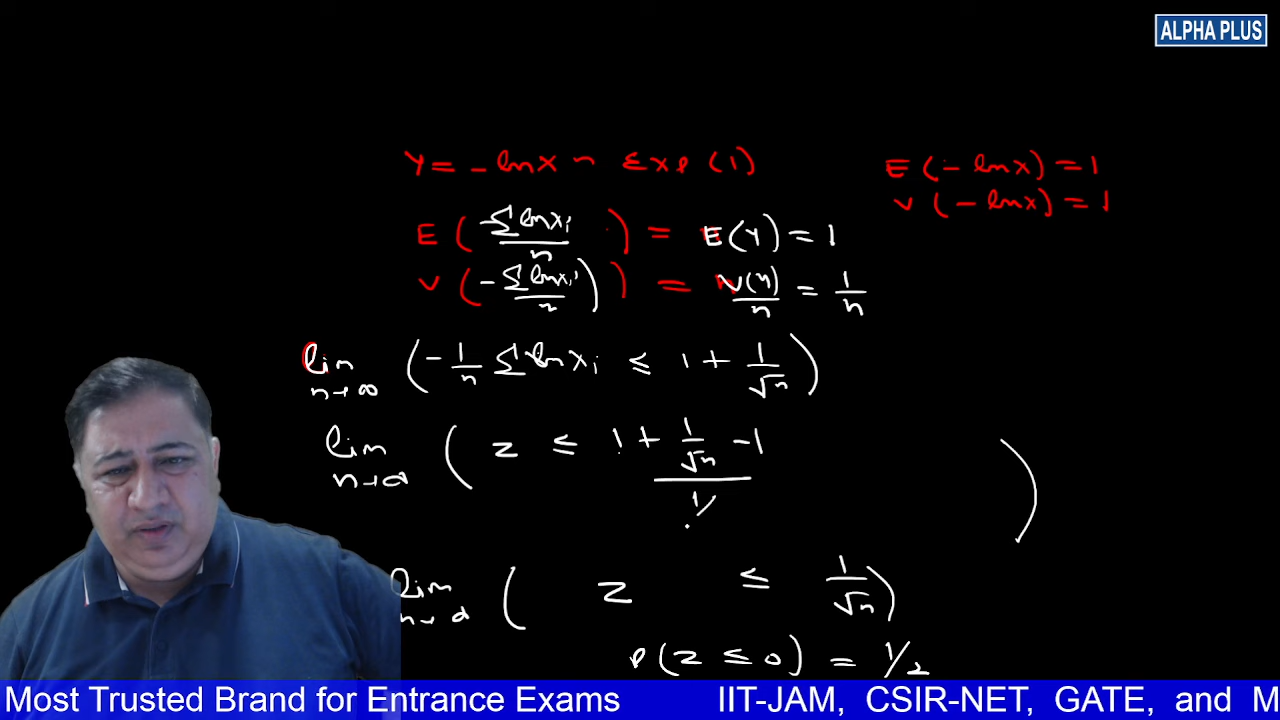 ALPHA PLUS
Y = - lnx ~ Exp (1)
E (- lnx) = 1
V (- lnx) = 1
E ( -Σlnxi / n ) = E(Y) = 1
V ( -Σlnxi / n ) = V(Y) / n = 1/n
lim n→∞ ( - 1/n Σ lnxi ≤ 1 + 1/√n )
lim n→∞ ( Z ≤ 1 + 1/√n - 1
lim n→∞ ( Z ≤ 1/√n )
P(Z ≤ 0) = 1/2
Most Trusted Brand for Entrance Exams IIT-JAM, CSIR-NET, GATE, and M